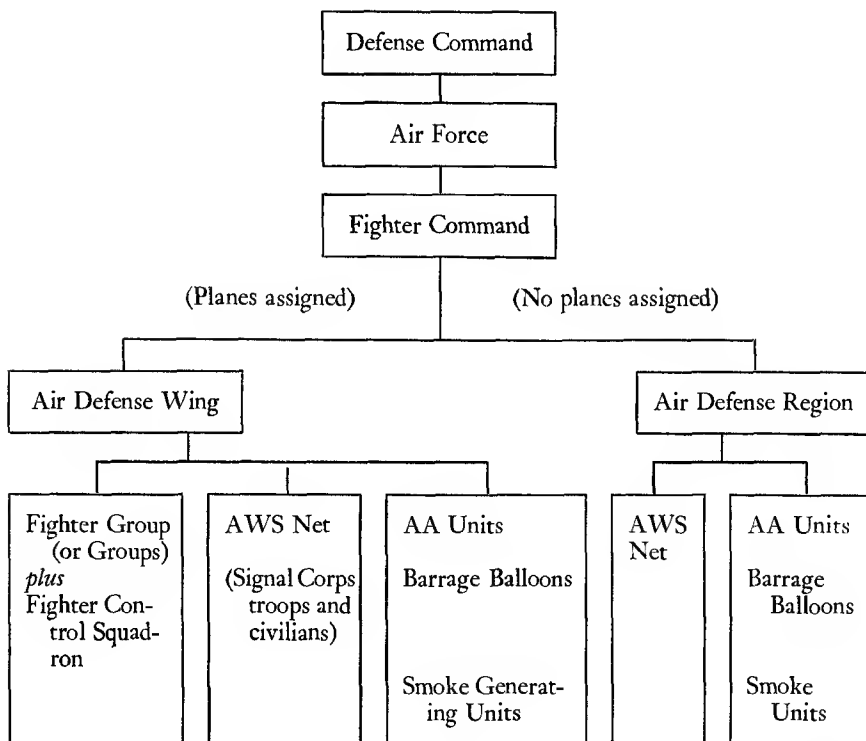 Defense Command
Air Force
Fighter Command
(Planes assigned)
(No planes assigned)
Air Defense Wing
Air Defense Region
Fighter Group
(or Groups)
plus
Fighter Con-
trol Squad-
ron
AWS Net
(Signal Corps
troops and
civilians)
AA Units
Barrage Balloons
Smoke Generat-
ing Units
AWS
Net
AA Units
Barrage
Balloons
Smoke
Units